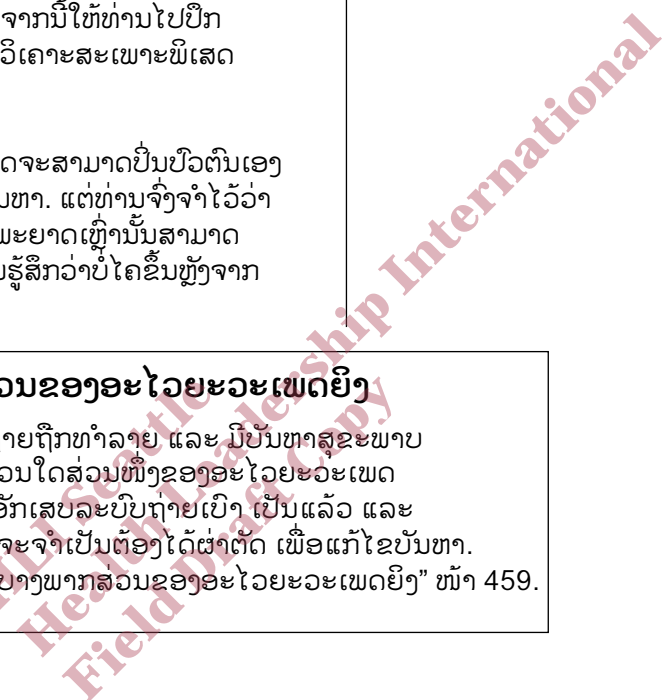 ຈາກນີ້ໃຫ້ທ່ານໄປປຶກ
ວິເຄາະສະເພາະພິເສດ
ດຈະສາມາດປິ່ນປົວຕົນເອງ
ນຫາ. ແຕ່ທ່ານຈົ່ງຈຳໄວ້ວ່າ
ພະຍາດເຫຼົ່ານັ້ນສາມາດ
ນຮູ້ສຶກວ່າບໍ່ໄຄຂຶ້ນຫຼັງຈາກ
ວນຂອງອະໄວຍະວະເພດຍິງ
າຍຖືກທຳລາຍ ແລະ ມີບັນຫາສຸຂະພາບ
ວນໃດສ່ວນໜຶ່ງຂອງອະໄວຍະວະເພດ
ອັກເສບລະບົບຖ່າຍເບົາ ເປັນແລ້ວ ແລະ
ຈະຈຳເປັນຕ້ອງໄດ້ຜ່າຕັດ ເພື່ອແກ້ໄຂບັນຫາ.
ບາງພາກສ່ວນຂອງອະໄວຍະວະເພດຍິງ” ໜ້າ 459.
HLI Seattle
Health Leadership International
Field Draft Copy